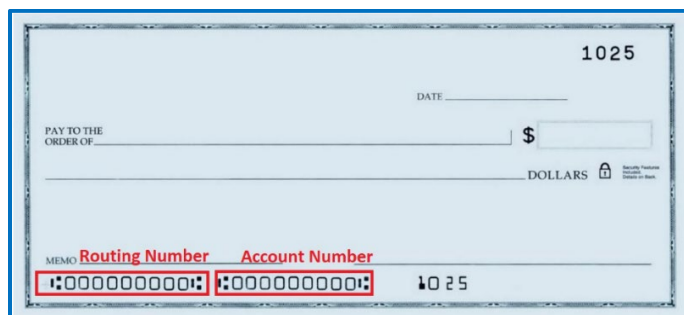 1025
DATE
PAY TO THE
ORDER OF
$
DOLLARS
Security Features
Included.
Details on Back.
MEMO Routing Number Account Number
⑆000000000⑆ ⑆000000000⑆ 1025